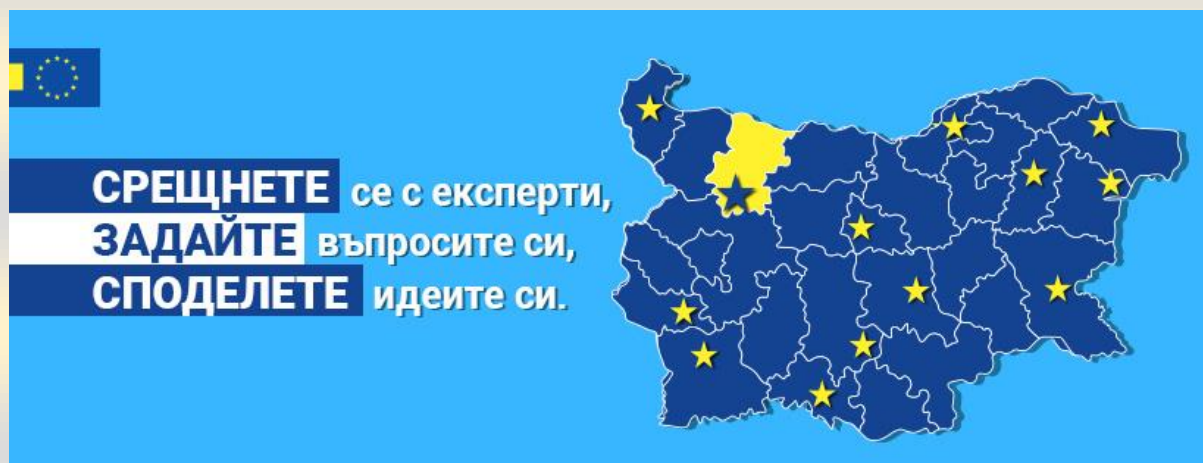 СРЕЩНЕТЕ се с експерти,
ЗАДАЙТЕ въпросите си,
СПОДЕЛЕТЕ идеите си.